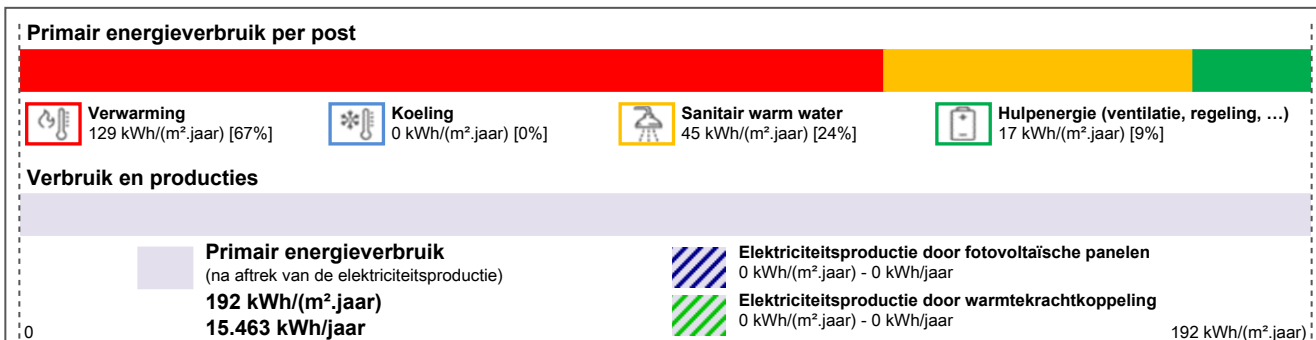 Primair energieverbruik per post
Verwarming
129 kWh/(m².jaar) [67%]
Koeling
0 kWh/(m².jaar) [0%]
Sanitair warm water
45 kWh/(m².jaar) [24%]
Hulpenergie (ventilatie, regeling, …)
17 kWh/(m².jaar) [9%]
Verbruik en producties
Primair energieverbruik
(na aftrek van de elektriciteitsproductie)
192 kWh/(m².jaar)
15.463 kWh/jaar
Elektriciteitsproductie door fotovoltaïsche panelen
0 kWh/(m².jaar) - 0 kWh/jaar
Elektriciteitsproductie door warmtekrachtkoppeling
0 kWh/(m².jaar) - 0 kWh/jaar
0
192 kWh/(m².jaar)